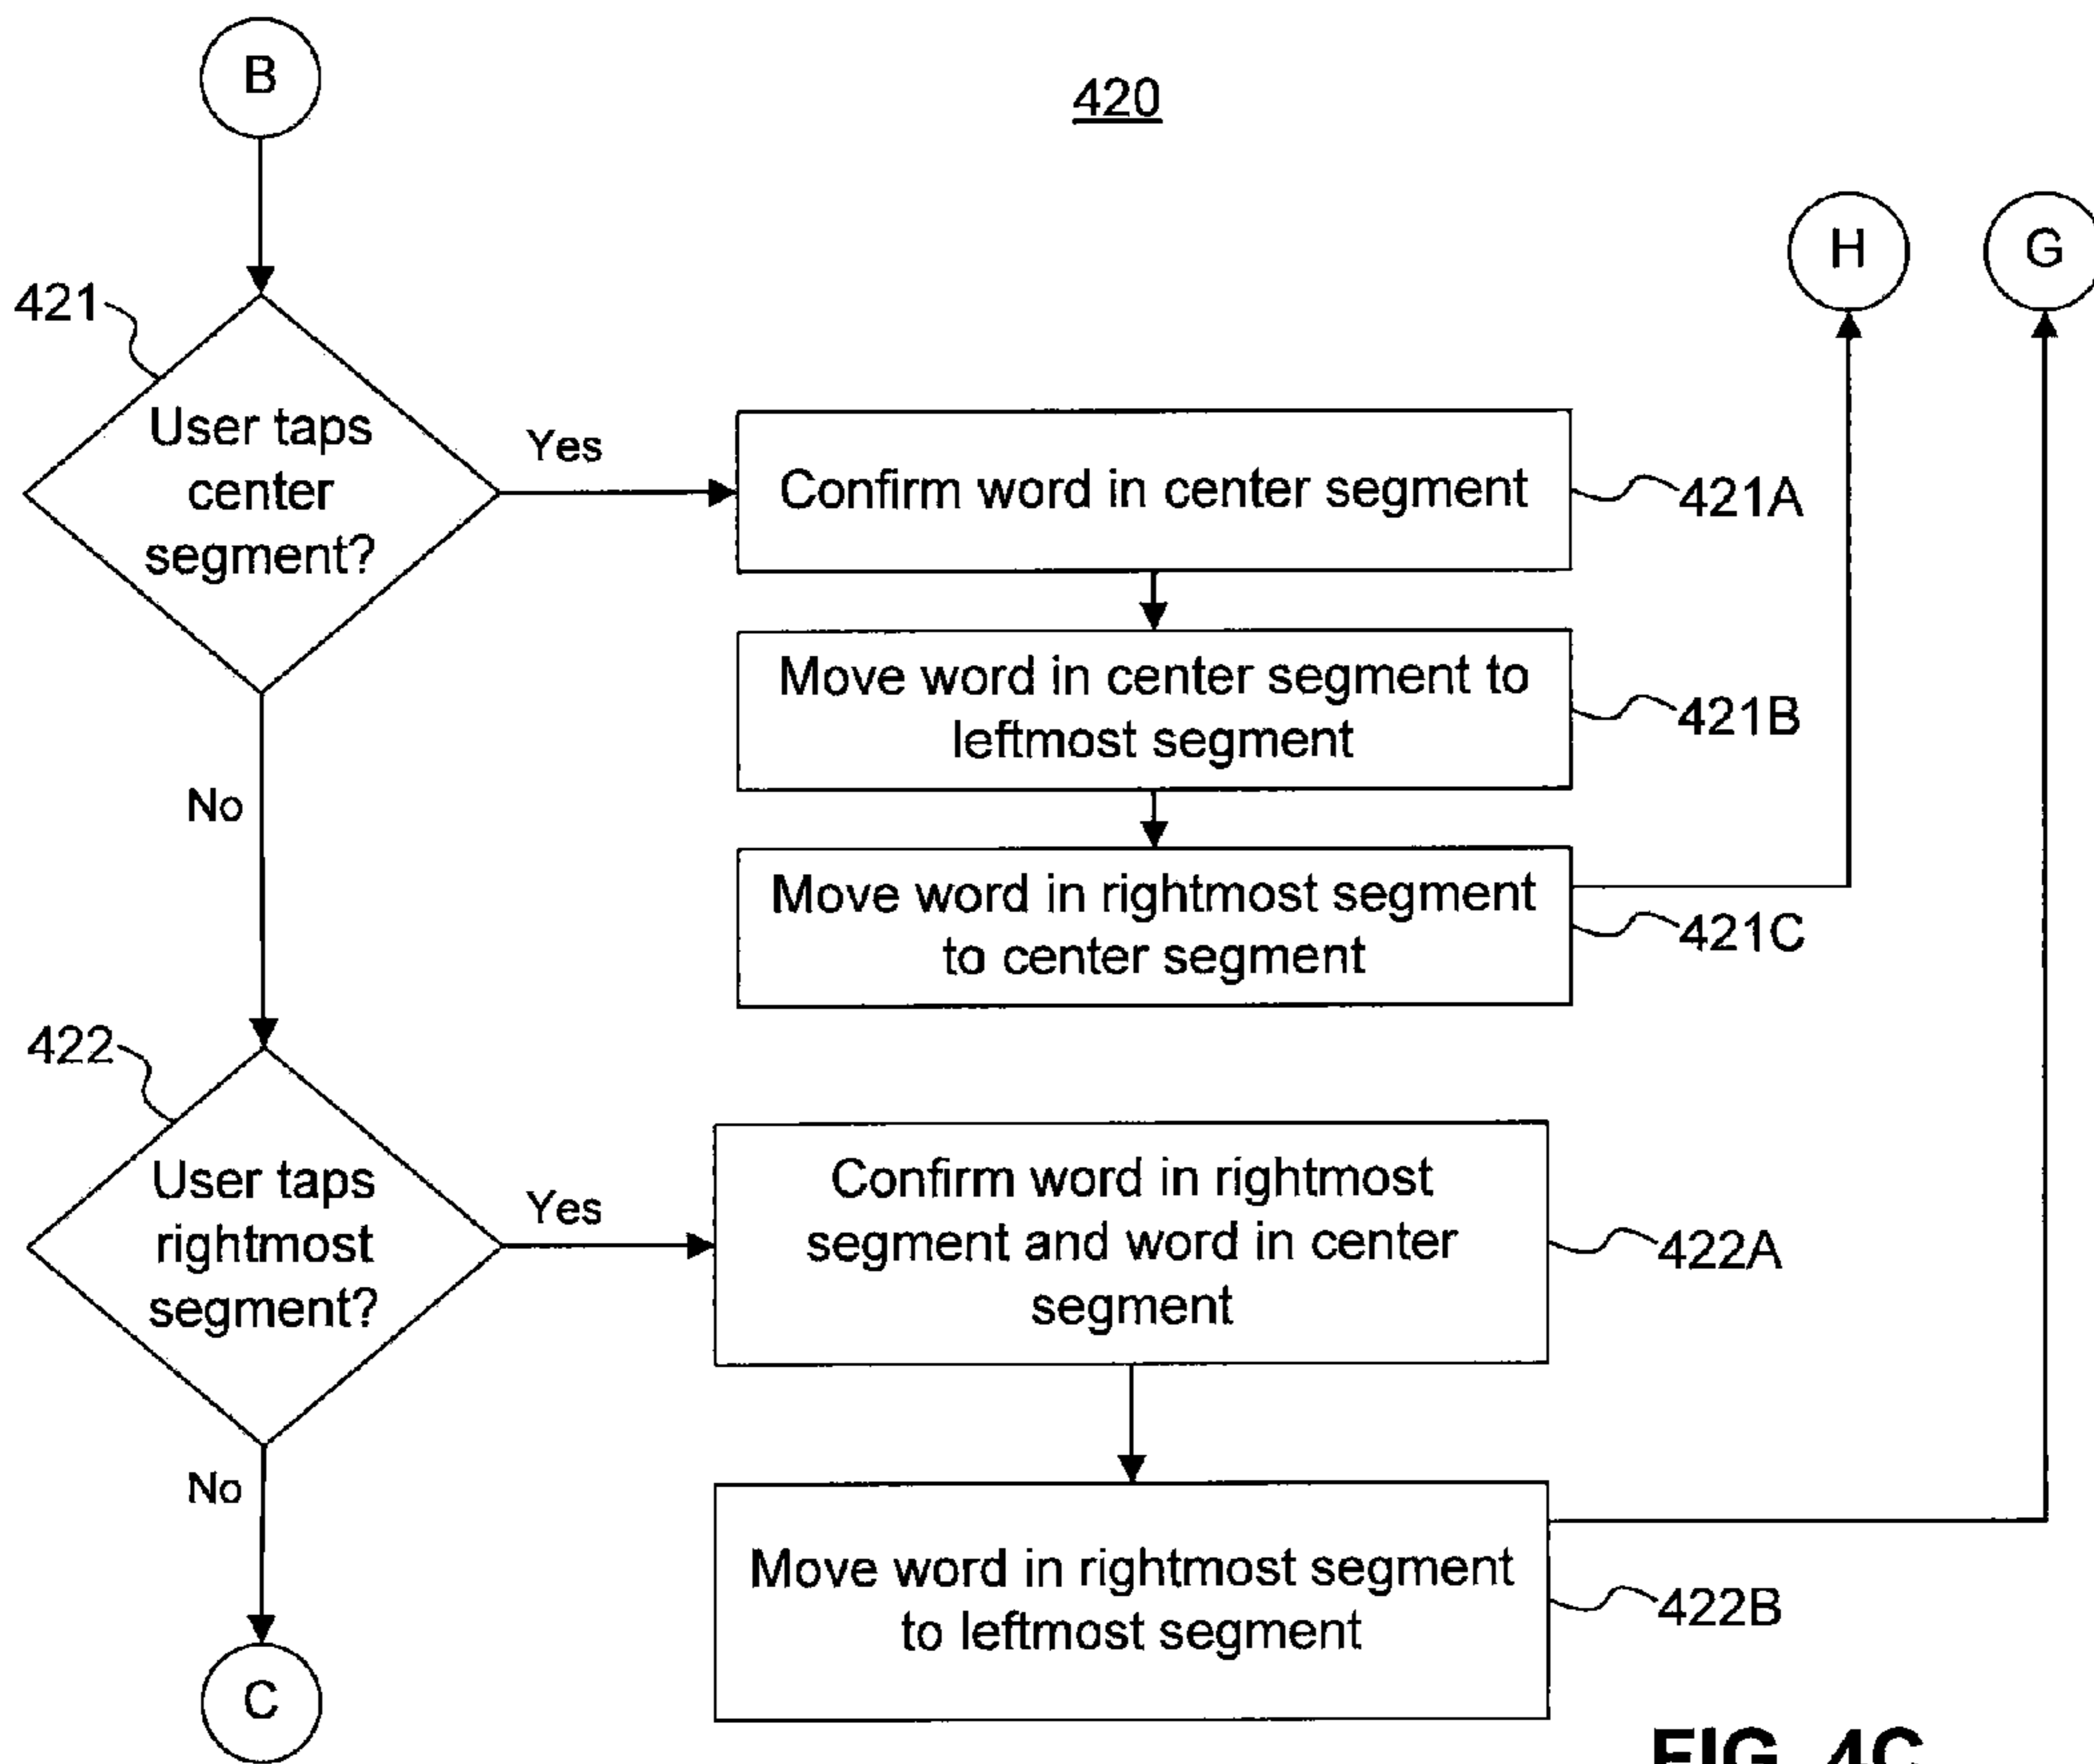 B
420
H
G
421
User taps
center
segment?
Yes
Confirm word in center segment
421A
Move word in center segment to
leftmost segment
421B
No
Move word in rightmost segment
to center segment
421C
422
User taps
rightmost
segment?
Yes
Confirm word in rightmost
segment and word in center
segment
422A
No
Move word in rightmost segment
to leftmost segment
422B
C
FIG. 4C